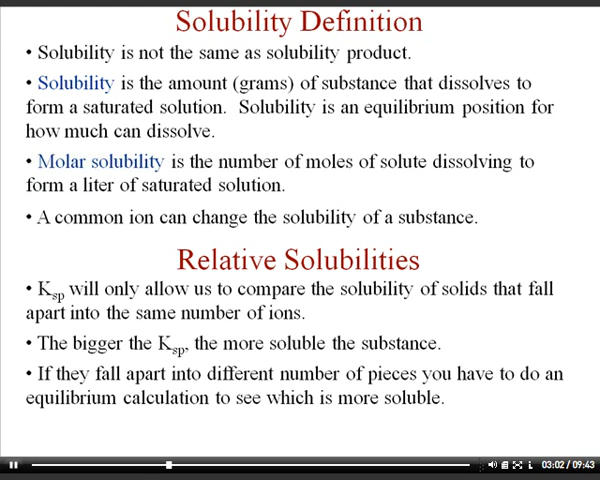 Solubility Definition
• Solubility is not the same as solubility product.
• Solubility is the amount (grams) of substance that dissolves to
form a saturated solution.  Solubility is an equilibrium position for
how much can dissolve.
• Molar solubility is the number of moles of solute dissolving to
form a liter of saturated solution.
• A common ion can change the solubility of a substance.
Relative Solubilities
• Ksp will only allow us to compare the solubility of solids that fall
apart into the same number of ions.
• The bigger the Ksp, the more soluble the substance.
• If they fall apart into different number of pieces you have to do an
equilibrium calculation to see which is more soluble.
03:02 / 09:43